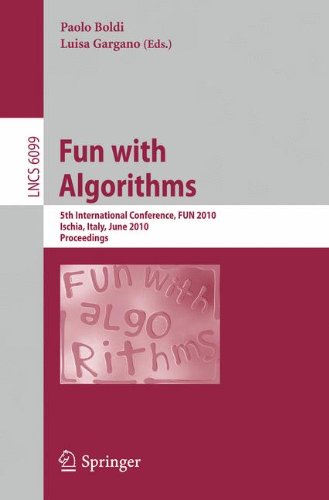 Paolo Boldi
Luisa Gargano (Eds.)
LNCS 6099
Fun with
Algorithms
5th International Conference, FUN 2010
Ischia, Italy, June 2010
Proceedings
Fun with
algo
Rithms
Springer